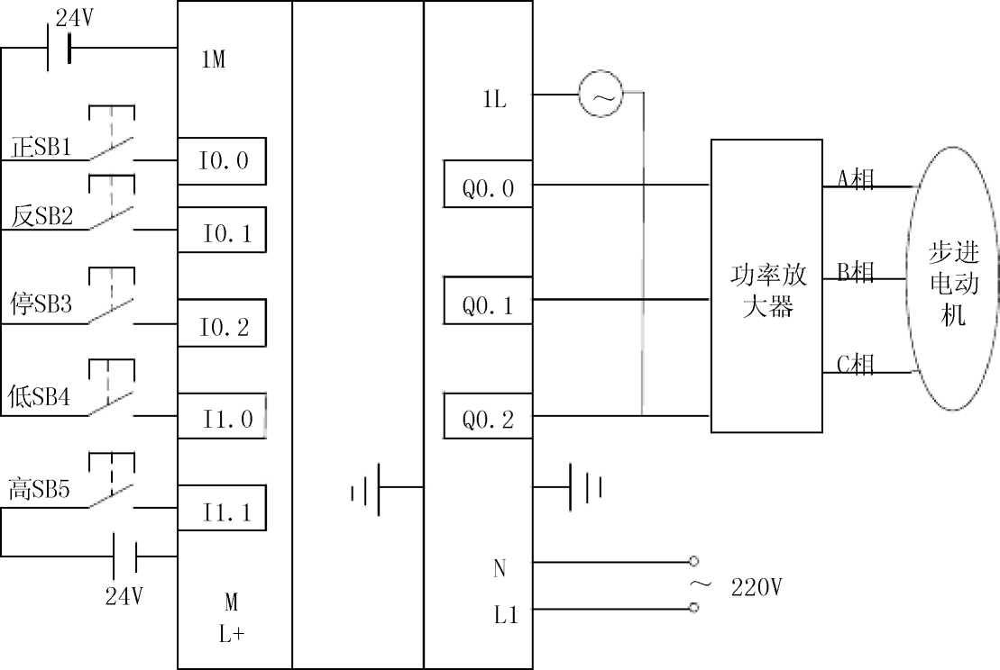 24V
1M
1L
正SB1
I0.0
Q0.0
A相
反SB2
I0.1
停SB3
I0.2
Q0.1
功率放
大器
B相
步进
电动
机
低SB4
I1.0
Q0.2
C相
高SB5
I1.1
24V
M
L+
N
L1
～ 220V